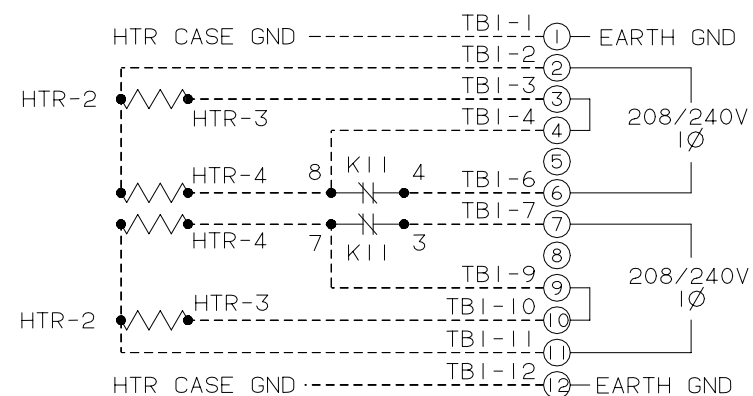 HTR CASE GND TB1-1 1 EARTH GND
TB1-2 2
HTR-2 TB1-3 3
HTR-3 TB1-4 4 208/240V
1Ø
5
HTR-4 8 K11 4 TB1-6 6
TB1-7 7
HTR-4 7 K11 3
8
TB1-9 9 208/240V
1Ø
HTR-2 HTR-3 TB1-10 10
TB1-11 11
HTR CASE GND TB1-12 12 EARTH GND